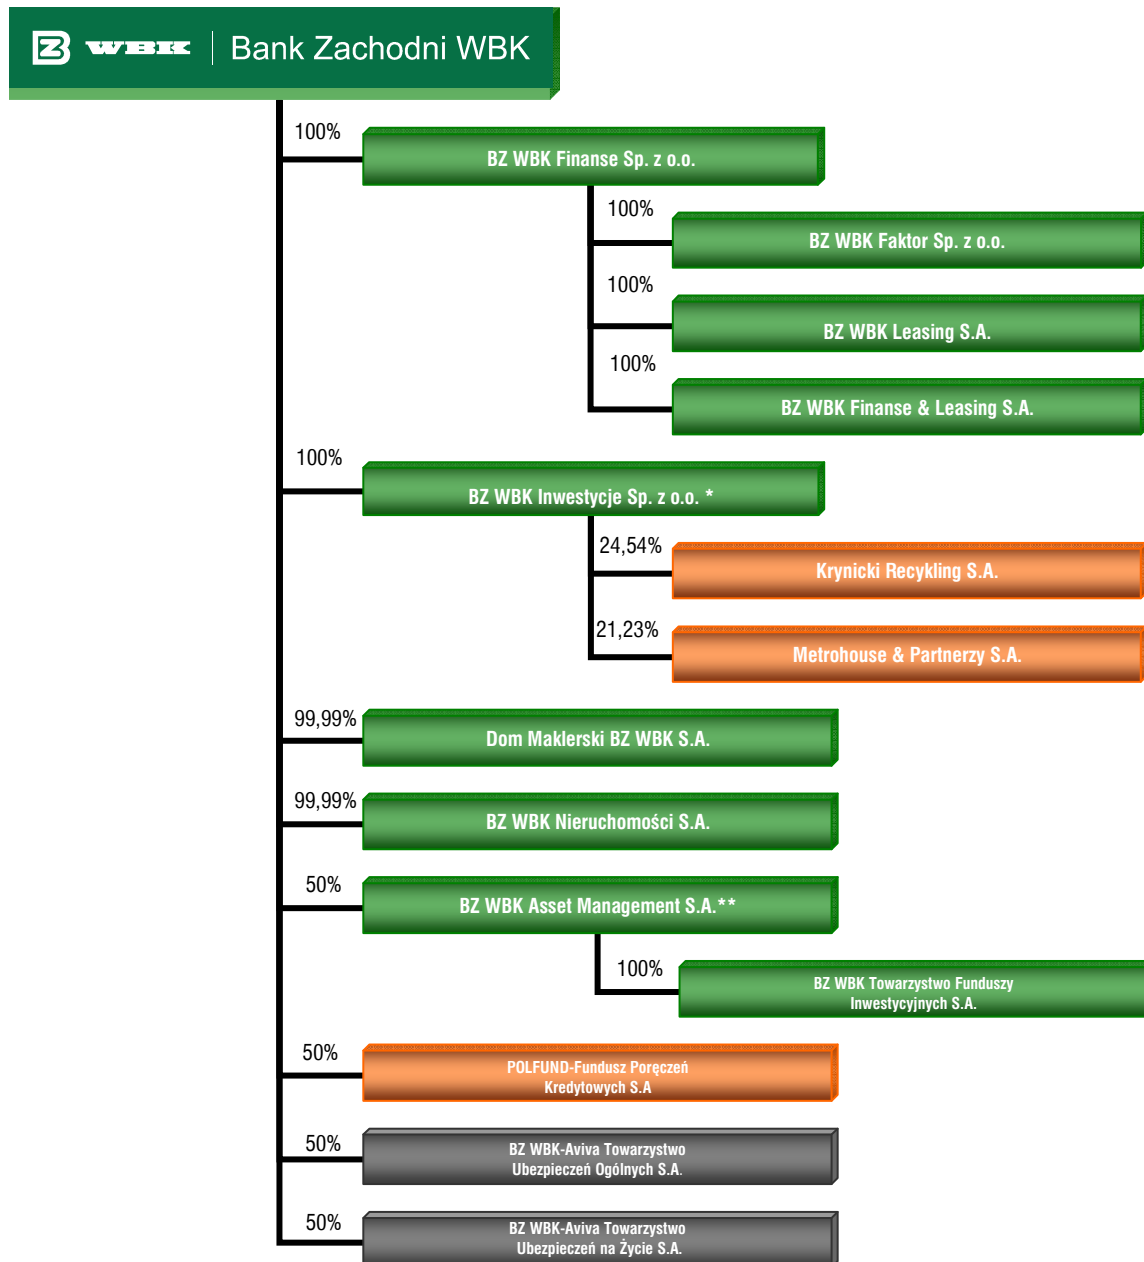 B WBK | Bank Zachodni WBK
100%
BZ WBK Finanse Sp. z o.o.
100%
BZ WBK Faktor Sp. z o.o.
100%
BZ WBK Leasing S.A.
100%
BZ WBK Finanse & Leasing S.A.
100%
BZ WBK Inwestycje Sp. z o.o. *
24,54%
Krynicki Recykling S.A.
21,23%
Metrohouse & Partnerzy S.A.
99,99%
Dom Maklerski BZ WBK S.A.
99,99%
BZ WBK Nieruchomości S.A.
50%
BZ WBK Asset Management S.A.**
100%
BZ WBK Towarzystwo Funduszy
Inwestycyjnych S.A.
50%
POLFUND-Fundusz Poręczeń
Kredytowych S.A
50%
BZ WBK-Aviva Towarzystwo
Ubezpieczeń Ogólnych S.A.
50%
BZ WBK-Aviva Towarzystwo
Ubezpieczeń na Życie S.A.